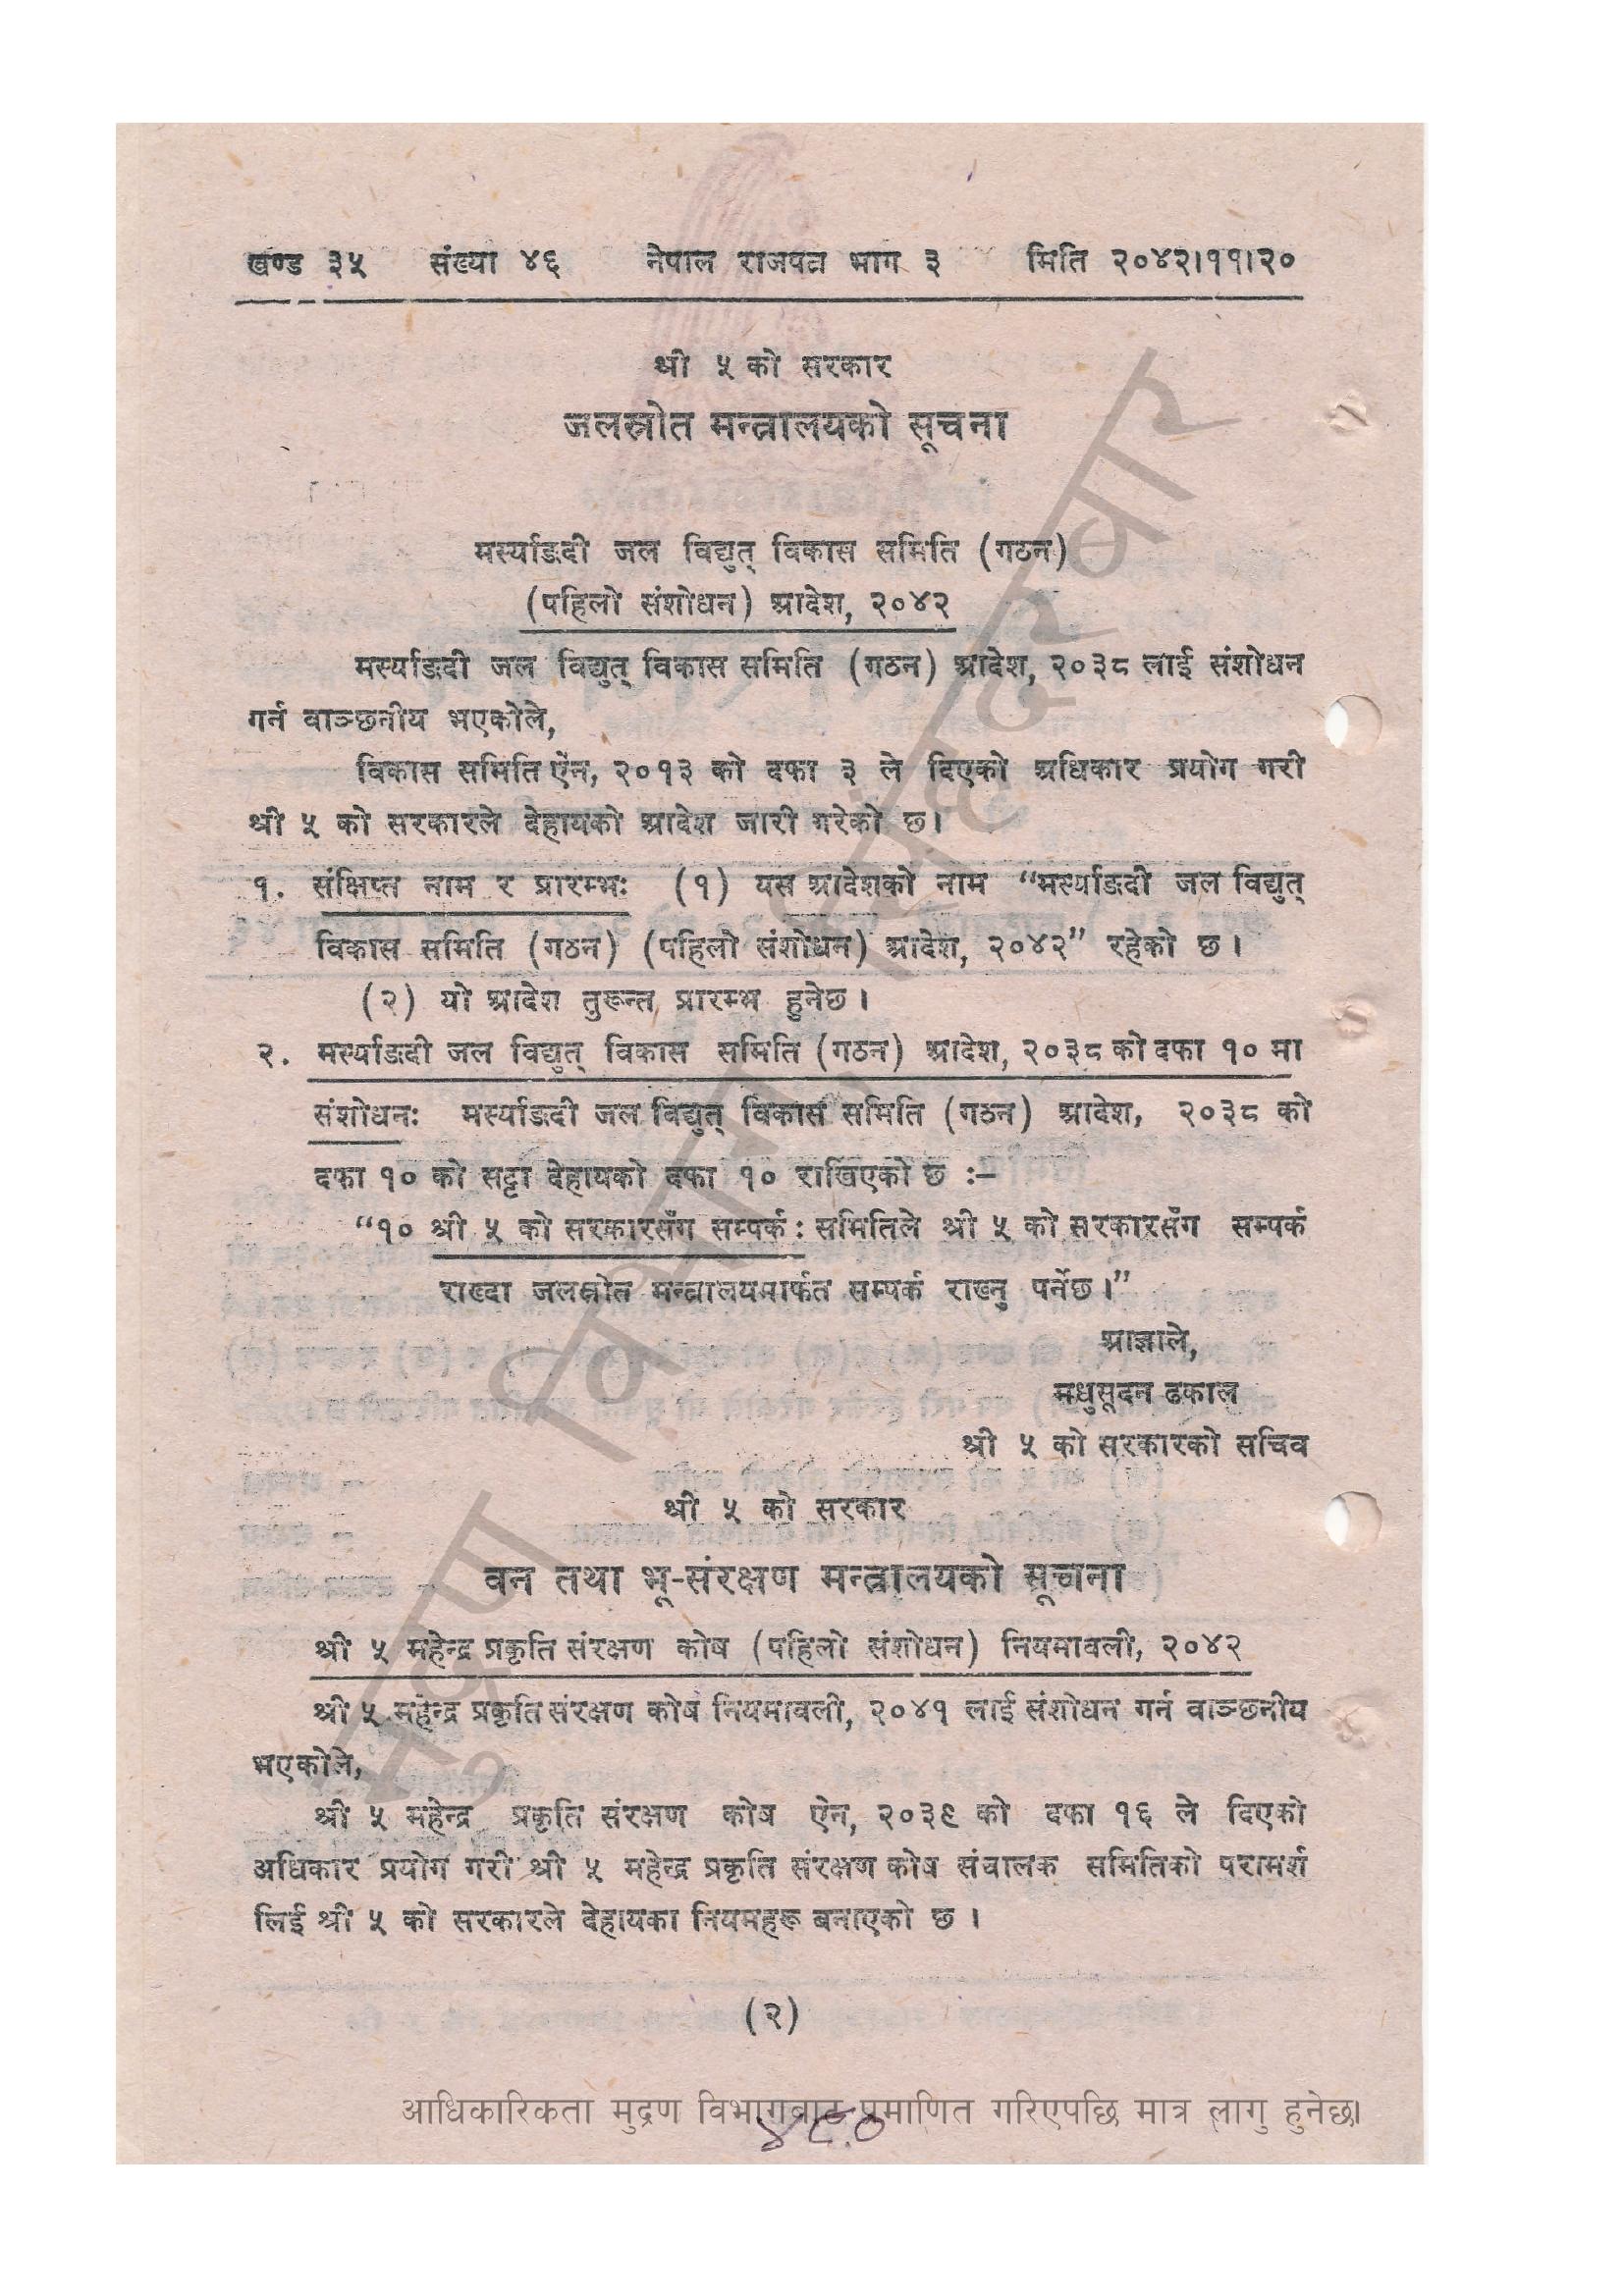 खण्ड ३५ संख्या ४६ नेपाल राजपत्र भाग ३ मिति २०४२।११।२०
श्री ५ को सरकार
जलस्रोत मन्त्रालयको सूचना
मर्स्याङदी जल विद्युत् विकास समिति (गठन)
(पहिलो संशोधन) आदेश, २०४२
मर्स्याङदी जल विद्युत् विकास समिति (गठन) आदेश, २०३८ लाई संशोधन
गर्न वाञ्छनीय भएकोले,
विकास समिति ऐन, २०१३ को दफा ३ ले दिएको अधिकार प्रयोग गरी
श्री ५ को सरकारले देहायको आदेश जारी गरेको छ।
१. संक्षिप्त नाम र प्रारम्भः (१) यस आदेशको नाम “मर्स्याङदी जल विद्युत्
विकास समिति (गठन) (पहिलो संशोधन) आदेश, २०४२” रहेको छ।
(२) यो आदेश तुरून्त प्रारम्भ हुनेछ।
२. मर्स्याङदी जल विद्युत् विकास समिति (गठन) आदेश, २०३८ को दफा १० मा
संशोधनः मर्स्याङदी जल विद्युत् विकास समिति (गठन) आदेश, २०३८ को
दफा १० को सट्टा देहायको दफा १० राखिएको छ :–
“१० श्री ५ को सरकारसँग सम्पर्क : समितिले श्री ५ को सरकारसँग सम्पर्क
राख्दा जलस्रोत मन्त्रालयमार्फत सम्पर्क राख्नु पर्नेछ।”
आज्ञाले,
मधुसूदन ढकाल
श्री ५ को सरकारको सचिव
श्री ५ को सरकार
वन तथा भू-संरक्षण मन्त्रालयको सूचना
श्री ५ महेन्द्र प्रकृति संरक्षण कोष (पहिलो संशोधन) नियमावली, २०४२
श्री ५ महेन्द्र प्रकृति संरक्षण कोष नियमावली, २०४१ लाई संशोधन गर्न वाञ्छनीय
भएकोले,
श्री ५ महेन्द्र प्रकृति संरक्षण कोष ऐन, २०३९ को दफा १६ ले दिएको
अधिकार प्रयोग गरी श्री ५ महेन्द्र प्रकृति संरक्षण कोष संचालक समितिको परामर्श
लिई श्री ५ को सरकारले देहायका नियमहरू बनाएको छ।
(२)
आधिकारिकता मुद्रण विभागबाट प्रमाणित गरिएपछि मात्र लागु हुनेछ।
मुद्रण विभाग, सिंहदरबार